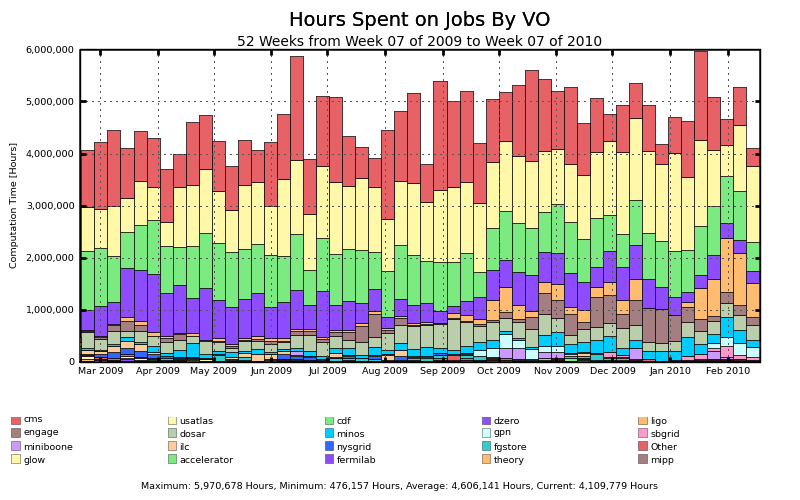 Hours Spent on Jobs By VO
52 Weeks from Week 07 of 2009 to Week 07 of 2010
Computation Time [Hours]
6,000,000
5,000,000
4,000,000
3,000,000
2,000,000
1,000,000
0
Mar 2009 Apr 2009 May 2009 Jun 2009 Jul 2009 Aug 2009 Sep 2009 Oct 2009 Nov 2009 Dec 2009 Jan 2010 Feb 2010
cms usatlas cdf dzero ligo
engage dosar minos gpn sbgrid
miniboone ilc nysgrid fgstore Other
glow accelerator fermilab theory mipp
Maximum: 5,970,678 Hours, Minimum: 476,157 Hours, Average: 4,606,141 Hours, Current: 4,109,779 Hours